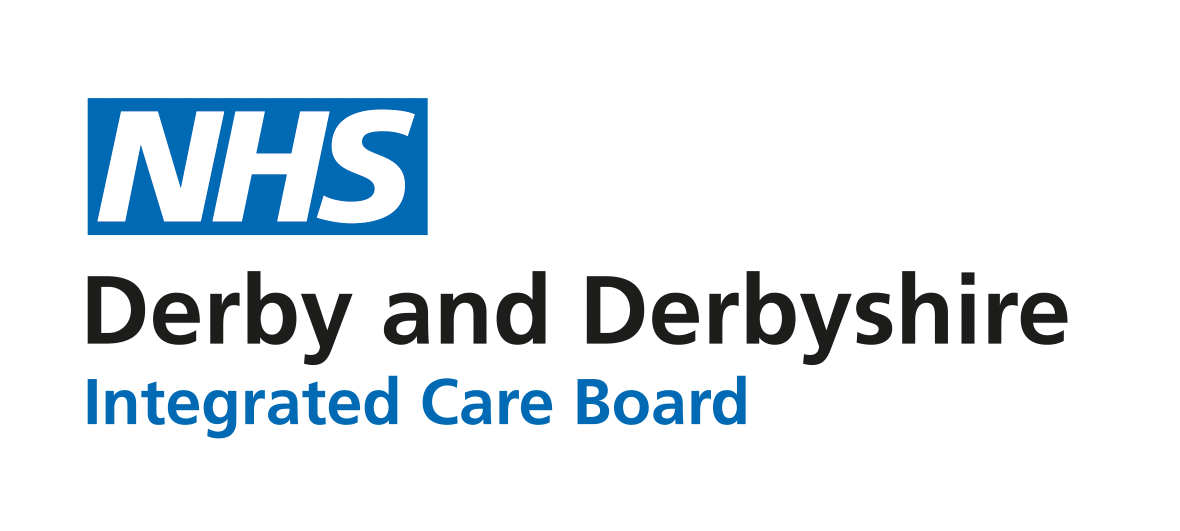 NHS
Derby and Derbyshire
Integrated Care Board